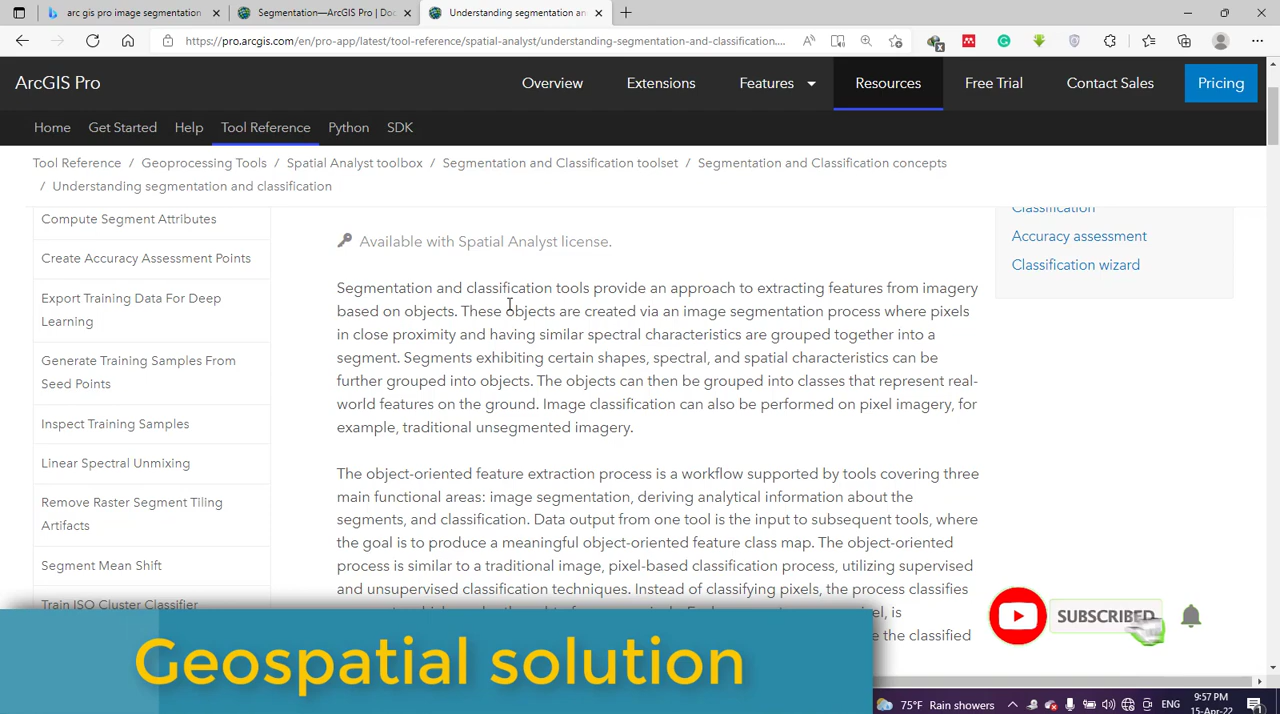 arc gis pro image segmentation
Segmentation—ArcGIS Pro | Doc
Understanding segmentation an
https://pro.arcgis.com/en/pro-app/latest/tool-reference/spatial-analyst/understanding-segmentation-and-classification....
ArcGIS Pro
Overview
Extensions
Features
Resources
Free Trial
Contact Sales
Pricing
Home
Get Started
Help
Tool Reference
Python
SDK
Tool Reference / Geoprocessing Tools / Spatial Analyst toolbox / Segmentation and Classification toolset / Segmentation and Classification concepts
/ Understanding segmentation and classification
Compute Segment Attributes
Create Accuracy Assessment Points
Export Training Data For Deep
Learning
Generate Training Samples From
Seed Points
Inspect Training Samples
Linear Spectral Unmixing
Remove Raster Segment Tiling
Artifacts
Segment Mean Shift
Train ISO Cluster Classifier
Available with Spatial Analyst license.
Segmentation and classification tools provide an approach to extracting features from imagery
based on objects. These objects are created via an image segmentation process where pixels
in close proximity and having similar spectral characteristics are grouped together into a
segment. Segments exhibiting certain shapes, spectral, and spatial characteristics can be
further grouped into objects. The objects can then be grouped into classes that represent real-
world features on the ground. Image classification can also be performed on pixel imagery, for
example, traditional unsegmented imagery.
The object-oriented feature extraction process is a workflow supported by tools covering three
main functional areas: image segmentation, deriving analytical information about the
segments, and classification. Data output from one tool is the input to subsequent tools, where
the goal is to produce a meaningful object-oriented feature class map. The object-oriented
process is similar to a traditional image, pixel-based classification process, utilizing supervised
and unsupervised classification techniques. Instead of classifying pixels, the process classifies
is
the classified
Classification
Accuracy assessment
Classification wizard
SUBSCRIBED
Geospatial solution
75°F Rain showers
ENG
9:57 PM
15-Apr-22